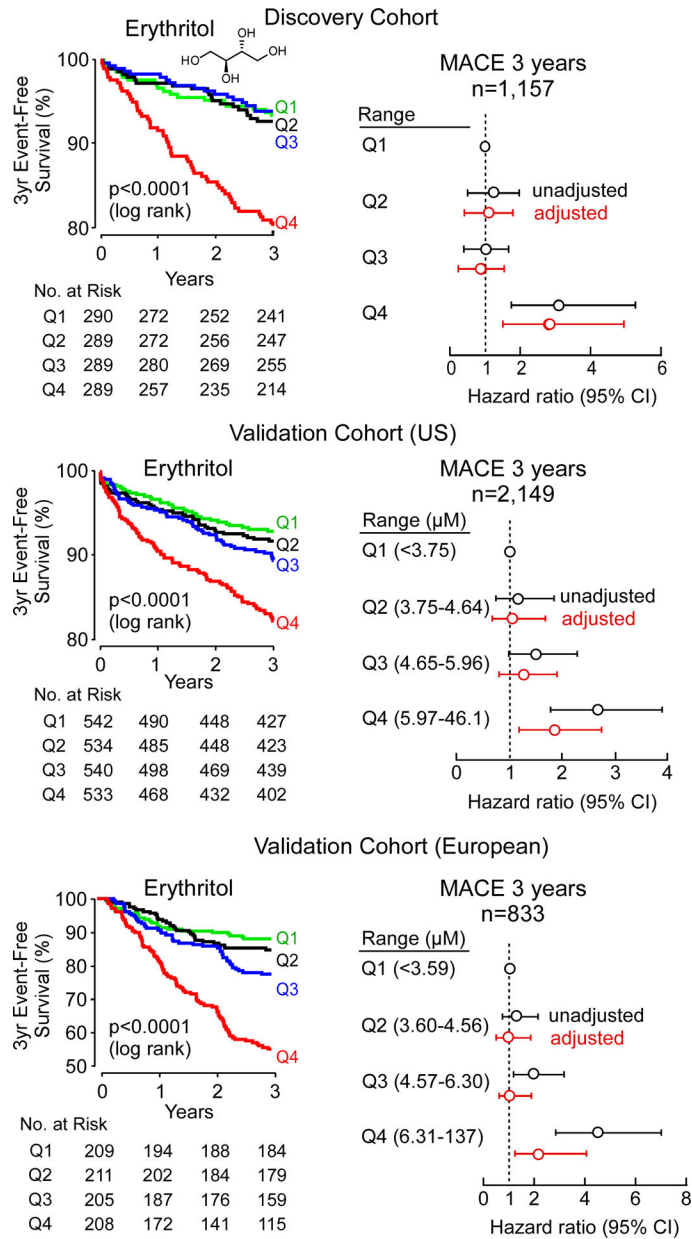 Discovery Cohort
Erythritol
HO
OH
OH
OH
3yr Event-Free
Survival (%)
100
90
80
Q1
Q2
Q3
Q4
p<0.0001
(log rank)
0 1 2 3
Years
No. at Risk
Q1 290 272 252 241
Q2 289 272 256 247
Q3 289 280 269 255
Q4 289 257 235 214
MACE 3 years
n=1,157
Range
Q1
Q2
unadjusted
adjusted
Q3
Q4
0 1 2 4 6
Hazard ratio (95% CI)
Validation Cohort (US)
Erythritol
3yr Event-Free
Survival (%)
100
90
80
Q1
Q2
Q3
Q4
p<0.0001
(log rank)
0 1 2 3
Years
No. at Risk
Q1 542 490 448 427
Q2 534 485 448 423
Q3 540 498 469 439
Q4 533 468 432 402
MACE 3 years
n=2,149
Range (µM)
Q1 (<3.75)
unadjusted
Q2 (3.75-4.64)
adjusted
Q3 (4.65-5.96)
Q4 (5.97-46.1)
0 1 2 3 4
Hazard ratio (95% CI)
Validation Cohort (European)
Erythritol
3yr Event-Free
Survival (%)
100
90
80
70
60
50
Q1
Q2
Q3
Q4
p<0.0001
(log rank)
0 1 2 3
Years
No. at Risk
Q1 209 194 188 184
Q2 211 202 184 179
Q3 205 187 176 159
Q4 208 172 141 115
MACE 3 years
n=833
Range (µM)
Q1 (<3.59)
unadjusted
Q2 (3.60-4.56)
adjusted
Q3 (4.57-6.30)
Q4 (6.31-137)
0 1 2 4 6 8
Hazard ratio (95% CI)